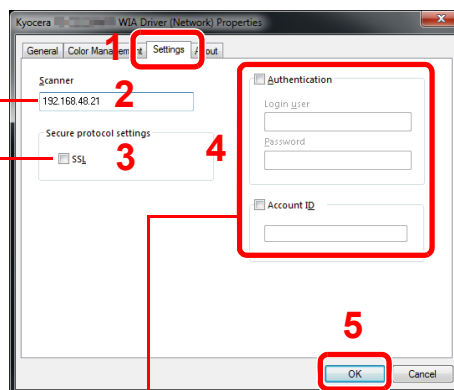 Kyocera WIA Driver (Network) Properties
General Color Management Settings About
1
Scanner
2
192.168.48.21
Secure protocol settings
SSL
3
Authentication
Login user
Password
4
Account ID
5
OK Cancel